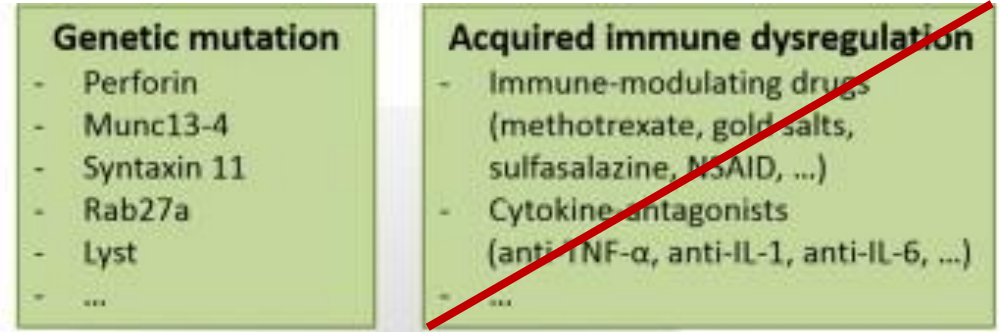 Genetic mutation
- Perforin
- Munc13-4
- Syntaxin 11
- Rab27a
- Lyst
- ...
Acquired immune dysregulation
- Immune-modulating drugs
(methotrexate, gold salts,
sulfasalazine, NSAID, ...)
- Cytokine-antagonists
(anti-TNF-α, anti-IL-1, anti-IL-6, ...)
- ...